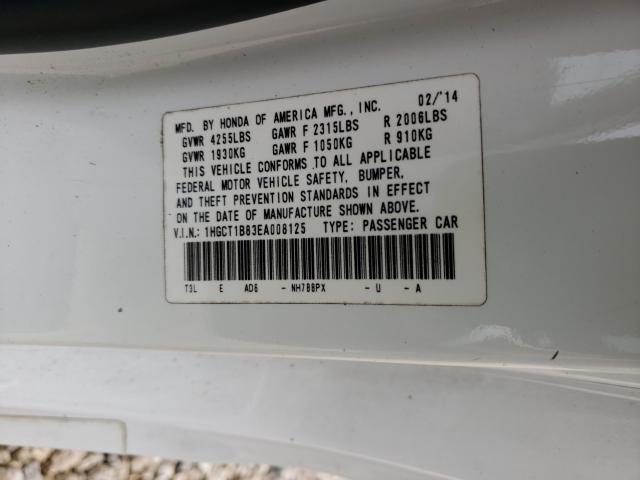 MFD. BY HONDA OF AMERICA MFG., INC. 02/'14
GVWR 4255LBS GAWR F 2315LBS R 2006LBS
GVWR 1930KG GAWR F 1050KG R 910KG
THIS VEHICLE CONFORMS TO ALL APPLICABLE
FEDERAL MOTOR VEHICLE SAFETY, BUMPER,
AND THEFT PREVENTION STANDARDS IN EFFECT
ON THE DATE OF MANUFACTURE SHOWN ABOVE.
V.I.N.: 1HGCT1B83EA008125 TYPE: PASSENGER CAR
T3L E AD6 - NH788PX - U - A